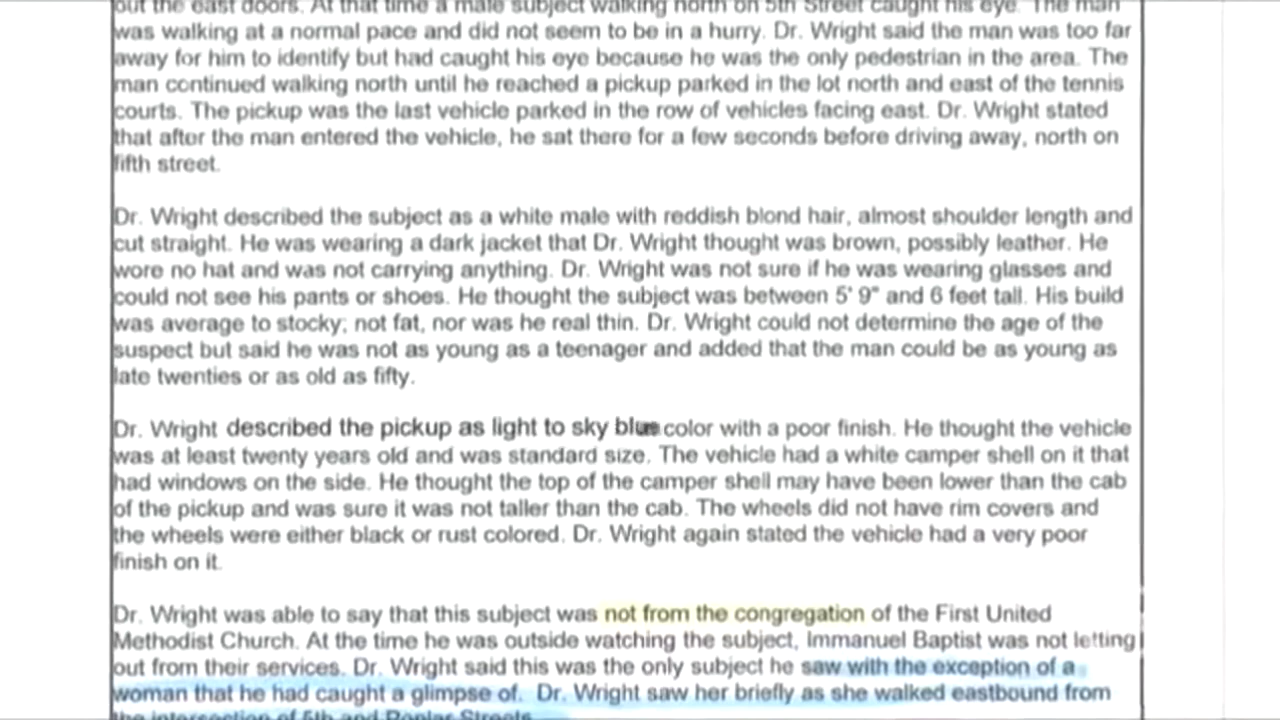 out the east doors. At that time a male subject walking north on 5th Street caught his eye. The man
was walking at a normal pace and did not seem to be in a hurry. Dr. Wright said the man was too far
away for him to identify but had caught his eye because he was the only pedestrian in the area. The
man continued walking north until he reached a pickup parked in the lot north and east of the tennis
courts. The pickup was the last vehicle parked in the row of vehicles facing east. Dr. Wright stated
that after the man entered the vehicle, he sat there for a few seconds before driving away, north on
fifth street.
Dr. Wright described the subject as a white male with reddish blond hair, almost shoulder length and
cut straight. He was wearing a dark jacket that Dr. Wright thought was brown, possibly leather. He
wore no hat and was not carrying anything. Dr. Wright was not sure if he was wearing glasses and
could not see his pants or shoes. He thought the subject was between 5' 9" and 6 feet tall. His build
was average to stocky; not fat, nor was he real thin. Dr. Wright could not determine the age of the
suspect but said he was not as young as a teenager and added that the man could be as young as
late twenties or as old as fifty.
Dr. Wright described the pickup as light to sky blue color with a poor finish. He thought the vehicle
was at least twenty years old and was standard size. The vehicle had a white camper shell on it that
had windows on the side. He thought the top of the camper shell may have been lower than the cab
of the pickup and was sure it was not taller than the cab. The wheels did not have rim covers and
the wheels were either black or rust colored. Dr. Wright again stated the vehicle had a very poor
finish on it.
Dr. Wright was able to say that this subject was not from the congregation of the First United
Methodist Church. At the time he was outside watching the subject, Immanuel Baptist was not letting
out from their services. Dr. Wright said this was the only subject he saw with the exception of a
woman that he had caught a glimpse of. Dr. Wright saw her briefly as she walked eastbound from
the intersection of 5th and Poplar Streets.